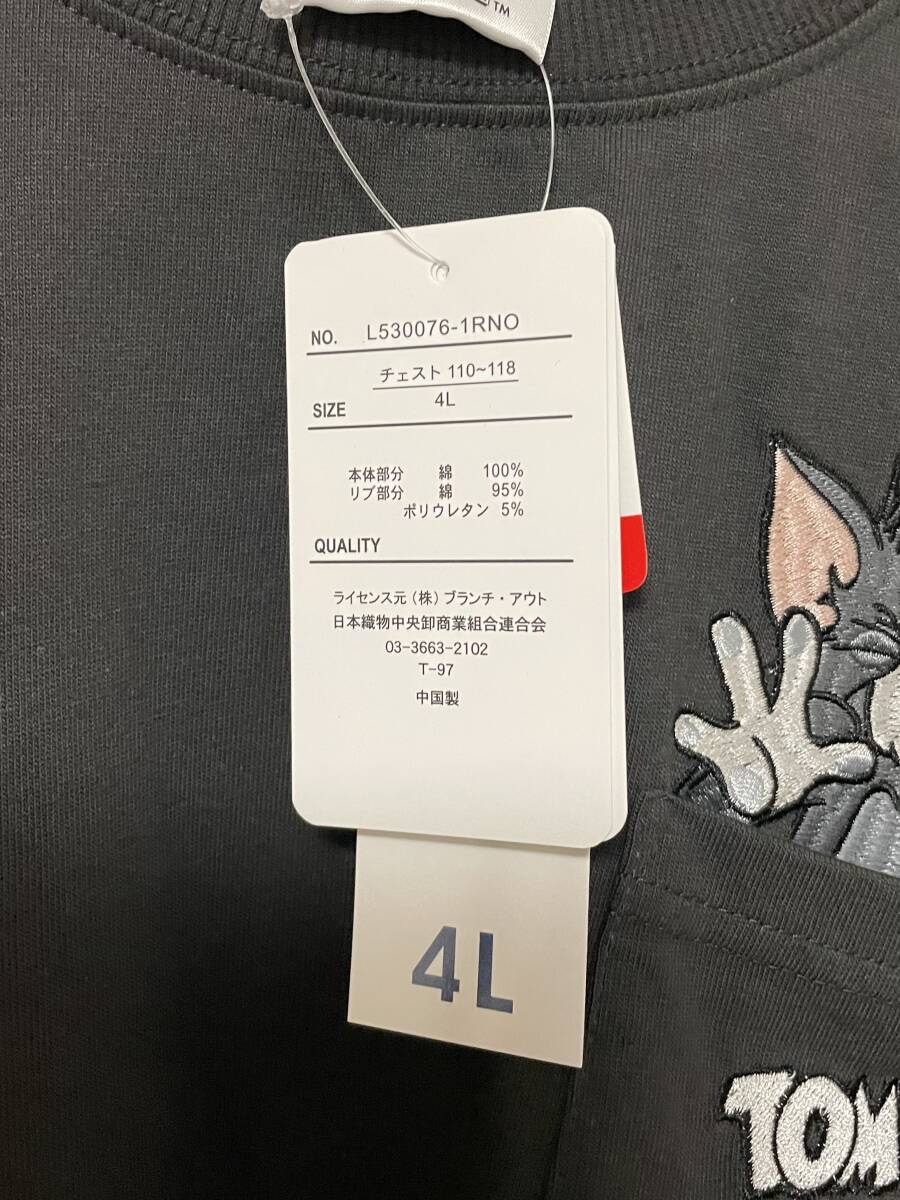 TM
NO. L530076-1RNO
チェスト 110~118
SIZE 4L
本体部分 綿 100%
リブ部分 綿 95%
ポリウレタン 5%
QUALITY
ライセンス元(株)ブランチ・アウト
日本織物中央卸商業組合連合会
03-3663-2102
T-97
中国製
4L
TOM